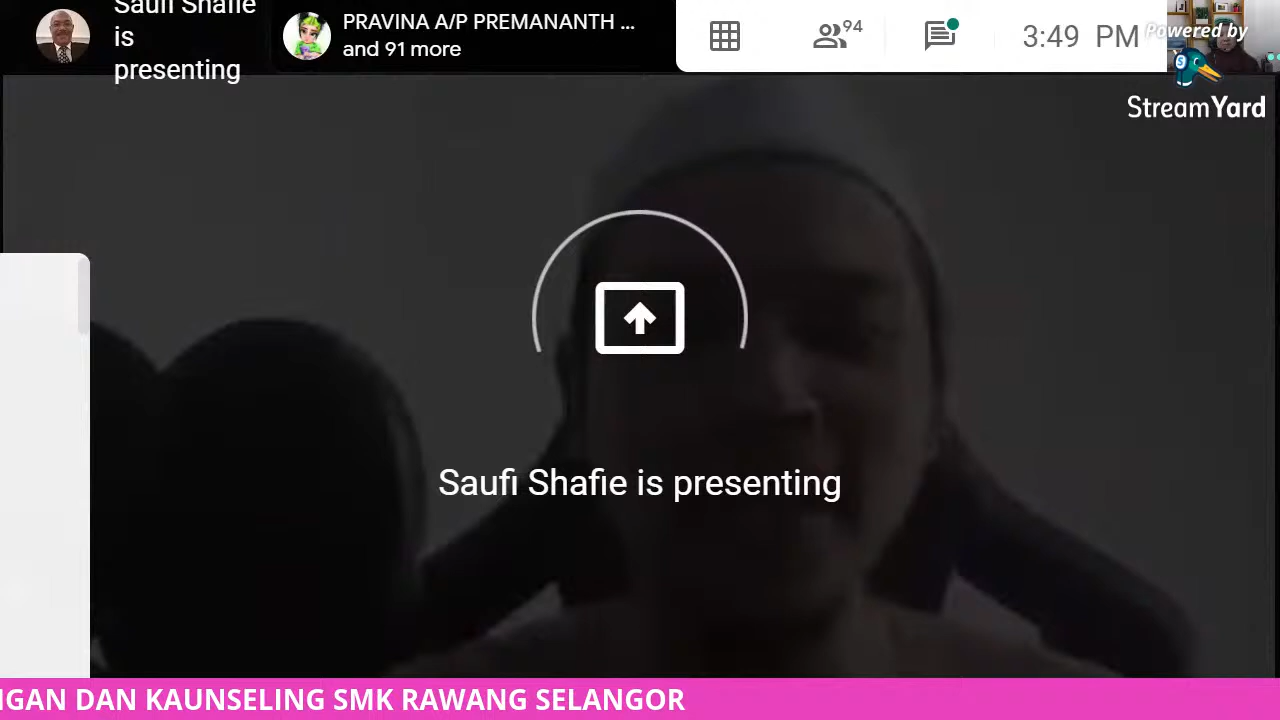 Saufi Shafie
is
presenting
PRAVINA A/P PREMANANTH ...
and 91 more
94
3:49 PM
Powered by
S
StreamYard
Saufi Shafie is presenting
NGAN DAN KAUNSELING SMK RAWANG SELANGOR